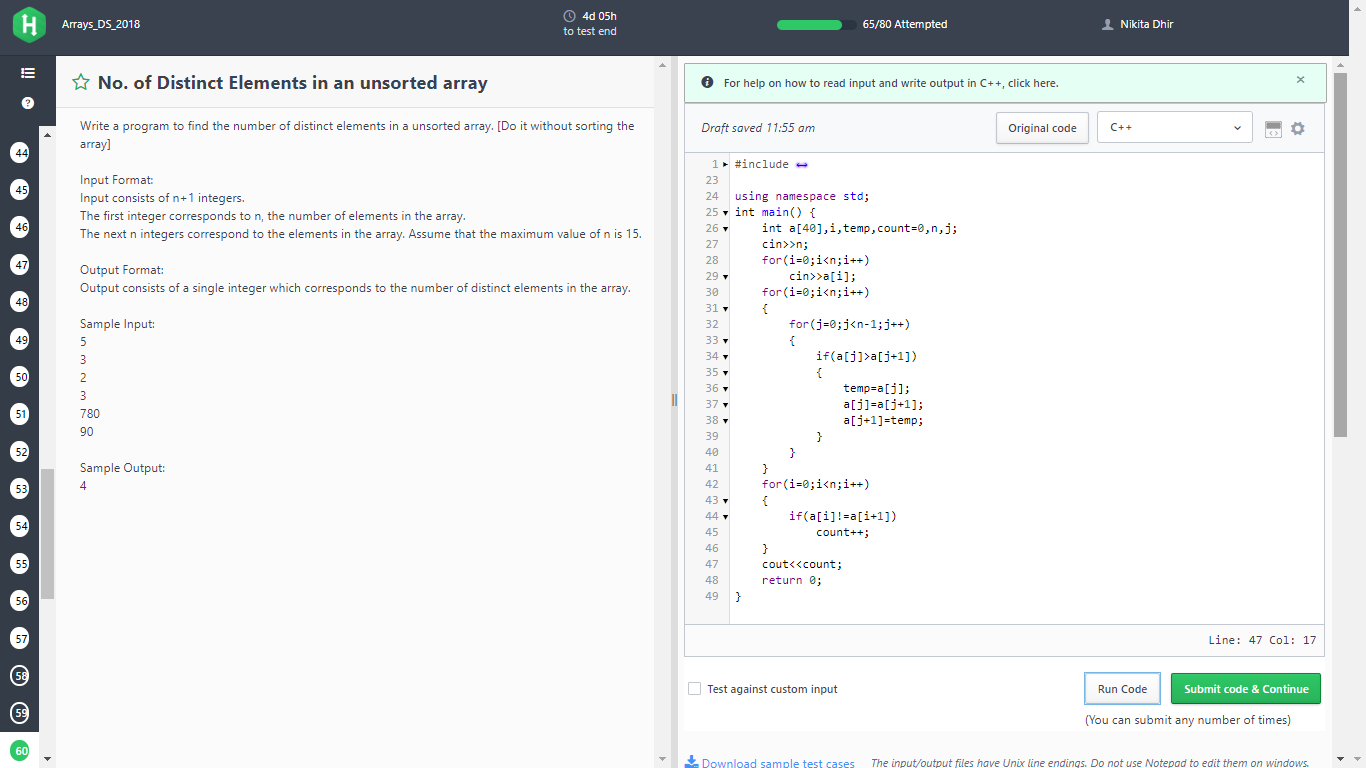 Arrays_DS_2018
4d 05h
to test end
65/80 Attempted
Nikita Dhir
44
45
46
47
48
49
50
51
52
53
54
55
56
57
58
59
60
No. of Distinct Elements in an unsorted array
Write a program to find the number of distinct elements in a unsorted array. [Do it without sorting the
array]
Input Format:
Input consists of n+1 integers.
The first integer corresponds to n, the number of elements in the array.
The next n integers correspond to the elements in the array. Assume that the maximum value of n is 15.
Output Format:
Output consists of a single integer which corresponds to the number of distinct elements in the array.
Sample Input:
5
3
2
3
780
90
Sample Output:
4
For help on how to read input and write output in C++, click here.
Draft saved 11:55 am
Original code
C++
1 #include
23
24 using namespace std;
25 int main() {
26 int a[40],i,temp,count=0,n,j;
27 cin>>n;
28 for(i=0;i<n;i++)
29 cin>>a[i];
30 for(i=0;i<n;i++)
31 {
32 for(j=0;j<n-1;j++)
33 {
34 if(a[j]>a[j+1])
35 {
36 temp=a[j];
37 a[j]=a[j+1];
38 a[j+1]=temp;
39 }
40 }
41 }
42 for(i=0;i<n;i++)
43 {
44 if(a[i]!=a[i+1])
45 count++;
46 }
47 cout<<count;
48 return 0;
49 }
Line: 47 Col: 17
Test against custom input
Run Code
Submit code & Continue
(You can submit any number of times)
Download sample test cases
The input/output files have Unix line endings. Do not use Notepad to edit them on windows.